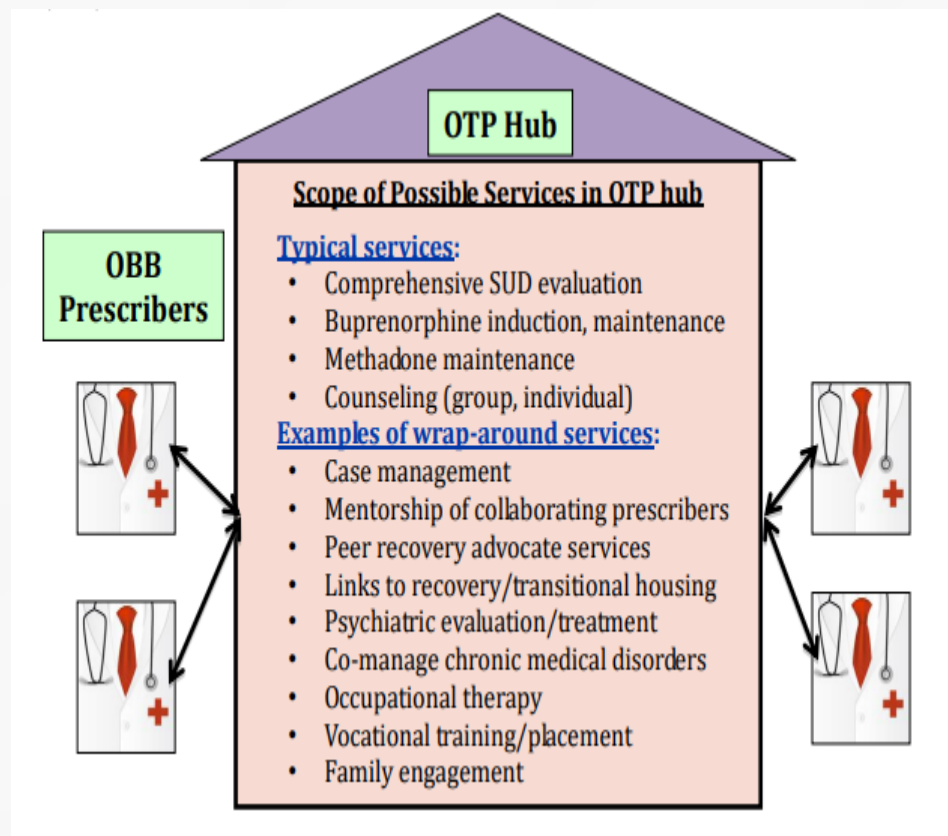 OTP Hub
Scope of Possible Services in OTP hub
OBB
Prescribers
Typical services:
• Comprehensive SUD evaluation
• Buprenorphine induction, maintenance
• Methadone maintenance
• Counseling (group, individual)
Examples of wrap-around services:
• Case management
• Mentorship of collaborating prescribers
• Peer recovery advocate services
• Links to recovery/transitional housing
• Psychiatric evaluation/treatment
• Co-manage chronic medical disorders
• Occupational therapy
• Vocational training/placement
• Family engagement